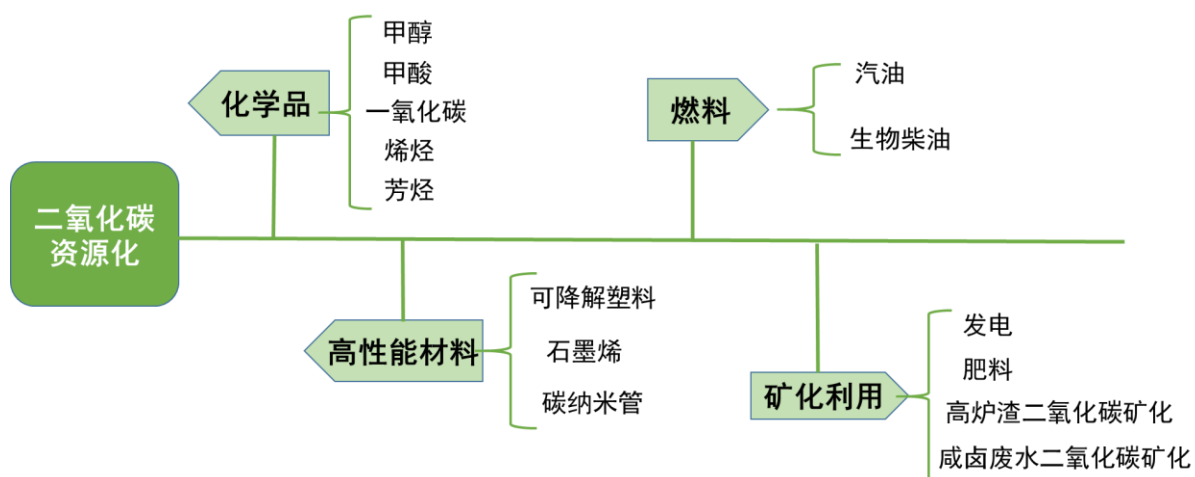 二氧化碳
资源化
化学品
甲醇
甲酸
一氧化碳
烯烃
芳烃
燃料
汽油
生物柴油
高性能材料
可降解塑料
石墨烯
碳纳米管
矿化利用
发电
肥料
高炉渣二氧化碳矿化
咸卤废水二氧化碳矿化